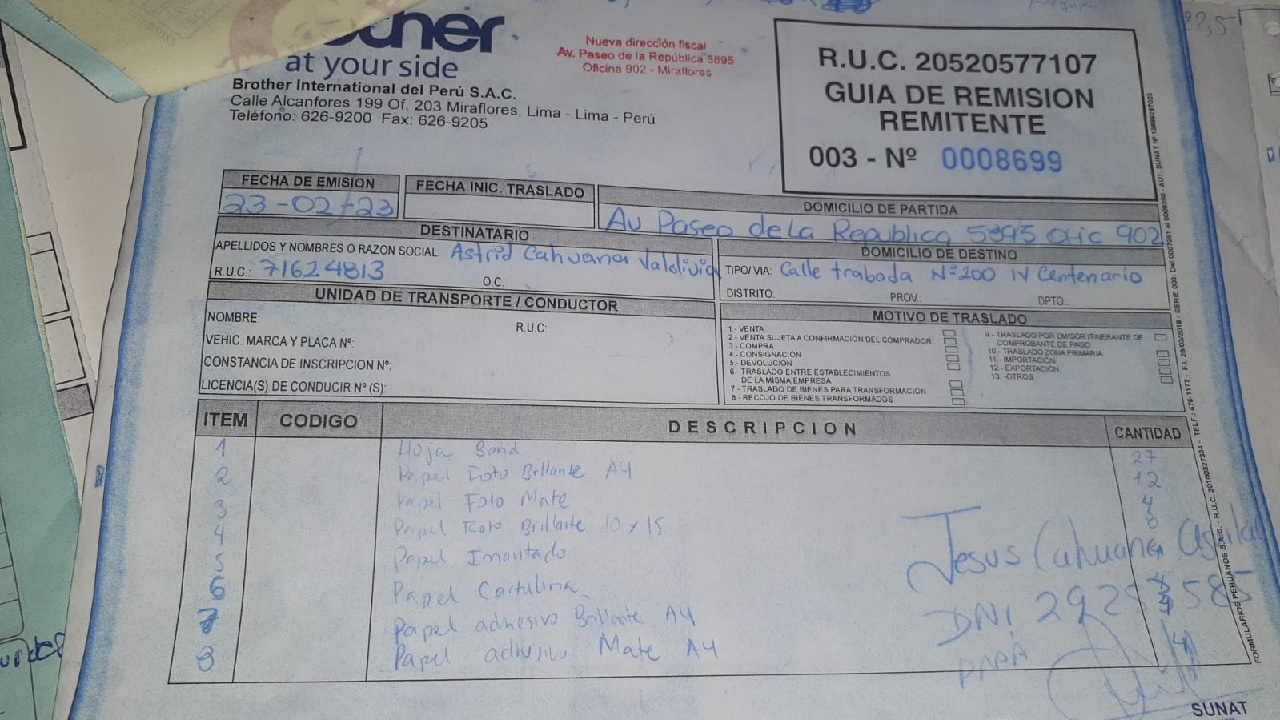 other
at your side
Brother International del Perú S.A.C.
Calle Alcanfores 199 Of. 203 Miraflores, Lima - Lima - Perú
Teléfono: 626-9200 Fax: 626-9205
Nueva dirección fiscal
Av. Paseo de la República 5895
Oficina 902 - Miraflores
R.U.C. 20520577107
GUIA DE REMISION
REMITENTE
003 - Nº 0008699
FECHA DE EMISION
23-02-23
FECHA INIC. TRASLADO
DOMICILIO DE PARTIDA
Av Paseo de la Republica 5895 Ofic 902
DESTINATARIO
APELLIDOS Y NOMBRES O RAZON SOCIAL: Astrid Cahuana Valdivia
R.U.C.: 71624813 O.C.
DOMICILIO DE DESTINO
TIPO/VIA: Calle trabada Nº200 IV Centenario
DISTRITO: PROV.: DPTO.
UNIDAD DE TRANSPORTE / CONDUCTOR
NOMBRE R.U.C:
VEHIC. MARCA Y PLACA Nº:
CONSTANCIA DE INSCRIPCION Nº:
LICENCIA(S) DE CONDUCIR Nº (S):
MOTIVO DE TRASLADO
1.- VENTA
2.- VENTA SUJETA A CONFIRMACIÓN DEL COMPRADOR
3.- COMPRA
4.- CONSIGNACION
5.- DEVOLUCIÓN
6.- TRASLADO ENTRE ESTABLECIMIENTOS
DE LA MISMA EMPRESA
7.- TRASLADO DE BIENES PARA TRANSFORMACION
8.- RECOJO DE BIENES TRANSFORMADOS
9.- TRASLADO POR EMISOR ITINERANTE DE
COMPROBANTE DE PAGO
10.- TRASLADO ZONA PRIMARIA
11.- IMPORTACIÓN
12.- EXPORTACIÓN
13.- OTROS
ITEM CODIGO DESCRIPCION CANTIDAD
1 Hoja Bond 27
2 Papel Foto Brillante A4 12
3 Papel Foto Mate 4
4 Papel Foto Brillante 10x15
5 Papel Imantado
6 Papel Cartulina
7 Papel adhesivo Brillante A4
8 Papel adhesivo Mate A4
Jesus Cahuana
DNI
PAPA
SUNAT